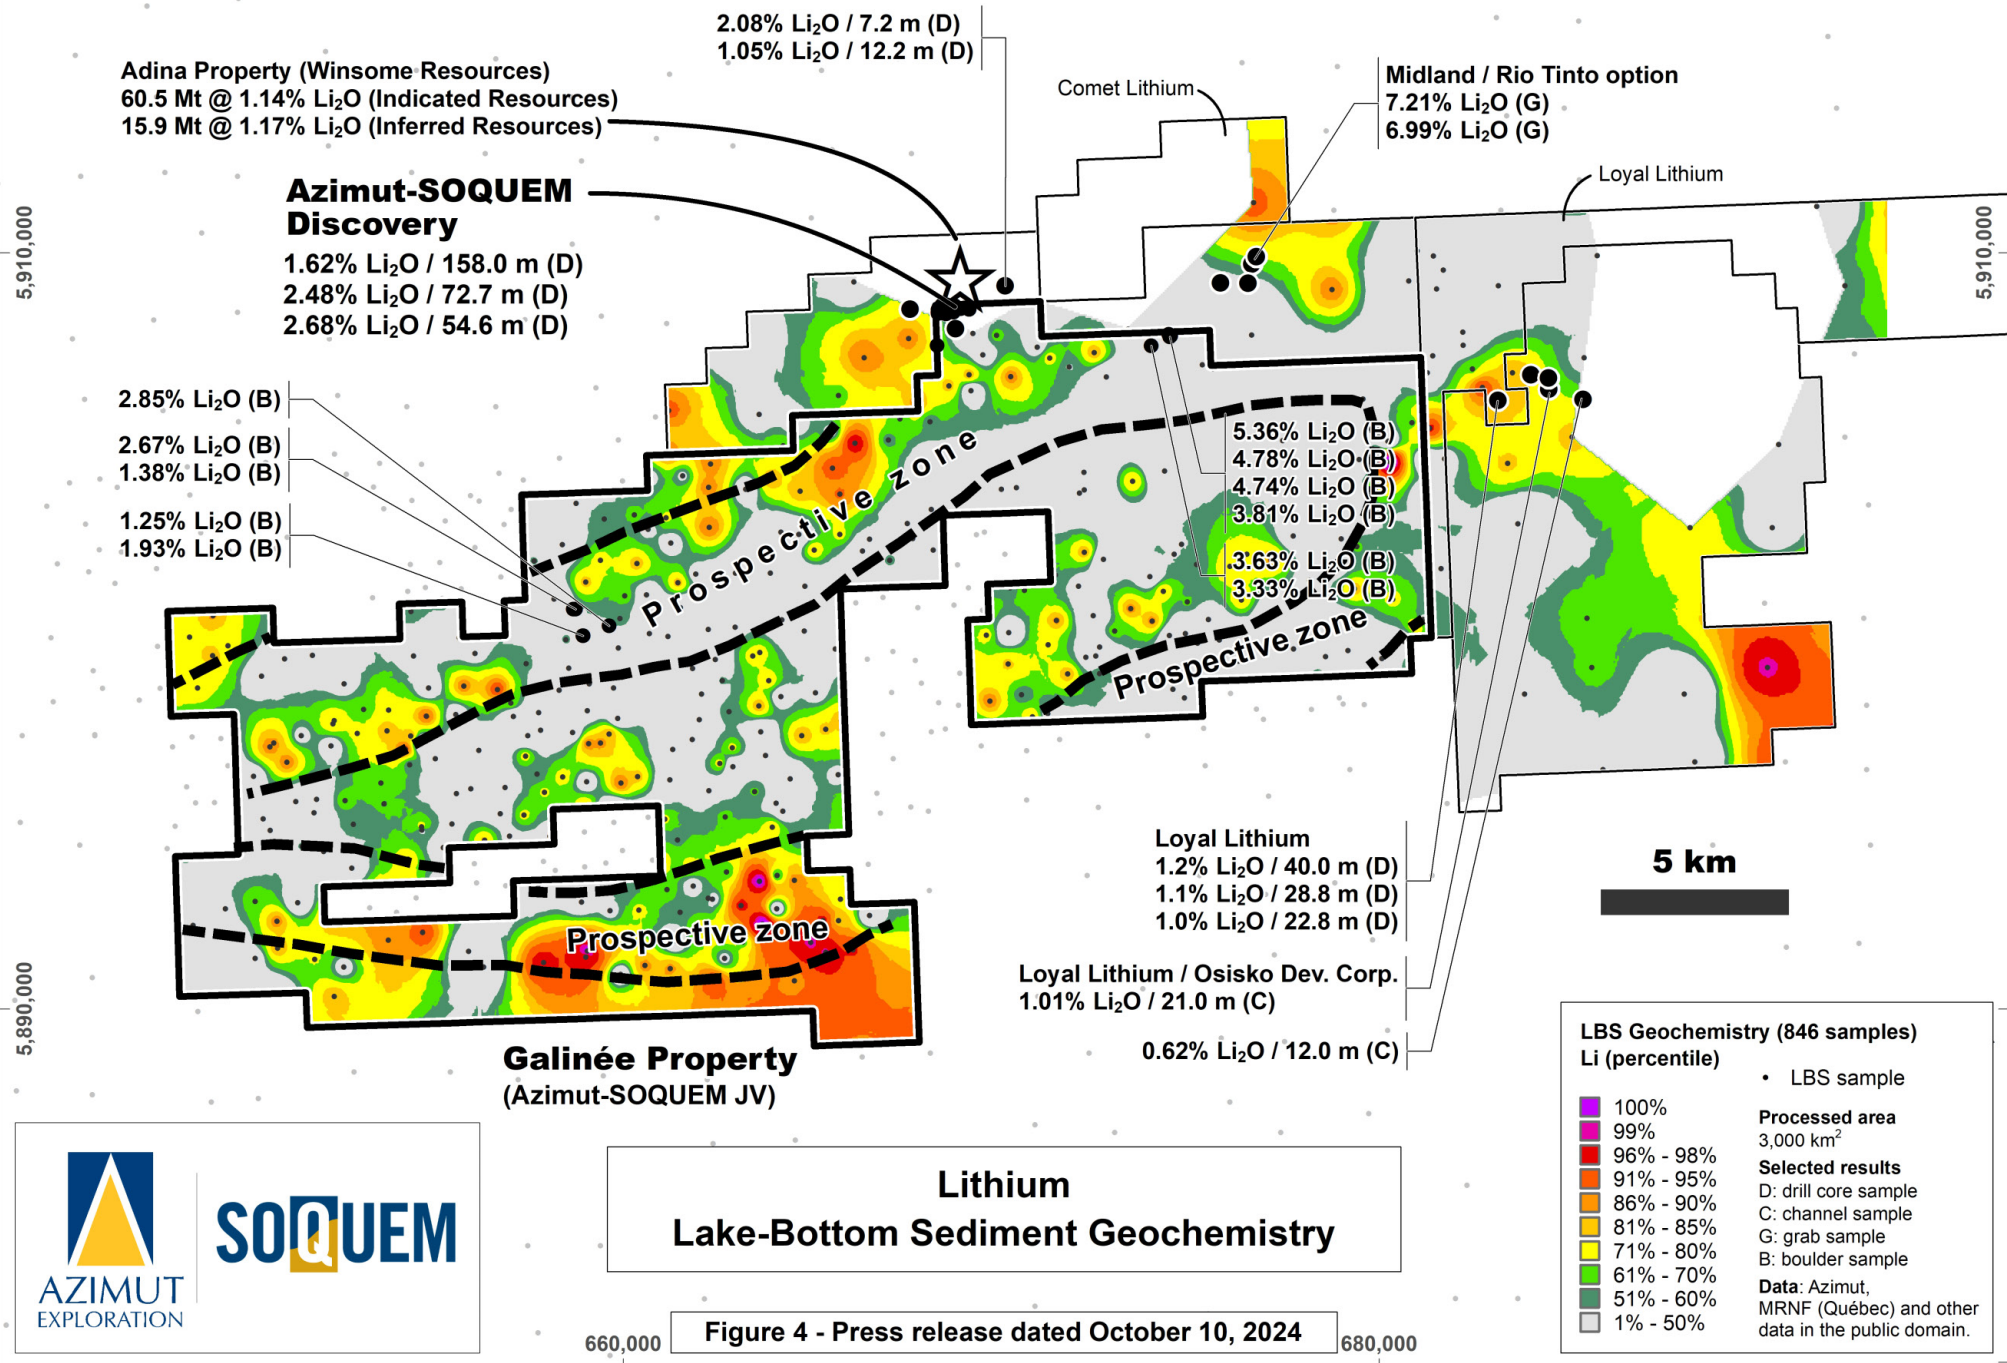 2.08% Li₂O / 7.2 m (D)
1.05% Li₂O / 12.2 m (D)
Adina Property (Winsome Resources)
60.5 Mt @ 1.14% Li₂O (Indicated Resources)
15.9 Mt @ 1.17% Li₂O (Inferred Resources)
Comet Lithium
Midland / Rio Tinto option
7.21% Li₂O (G)
6.99% Li₂O (G)
Loyal Lithium
Azimut-SOQUEM
Discovery
1.62% Li₂O / 158.0 m (D)
2.48% Li₂O / 72.7 m (D)
2.68% Li₂O / 54.6 m (D)
5,910,000
5,910,000
2.85% Li₂O (B)
2.67% Li₂O (B)
1.38% Li₂O (B)
1.25% Li₂O (B)
1.93% Li₂O (B)
5.36% Li₂O (B)
4.78% Li₂O (B)
4.74% Li₂O (B)
3.81% Li₂O (B)
3.63% Li₂O (B)
3.33% Li₂O (B)
Prospective zone
Prospective zone
Prospective zone
Loyal Lithium
1.2% Li₂O / 40.0 m (D)
1.1% Li₂O / 28.8 m (D)
1.0% Li₂O / 22.8 m (D)
Loyal Lithium / Osisko Dev. Corp.
1.01% Li₂O / 21.0 m (C)
0.62% Li₂O / 12.0 m (C)
5 km
5,890,000
Galinée Property
(Azimut-SOQUEM JV)
LBS Geochemistry (846 samples)
Li (percentile)
100%
99%
96% - 98%
91% - 95%
86% - 90%
81% - 85%
71% - 80%
61% - 70%
51% - 60%
1% - 50%
LBS sample
Processed area
3,000 km²
Selected results
D: drill core sample
C: channel sample
G: grab sample
B: boulder sample
Data: Azimut,
MRNF (Québec) and other
data in the public domain.
AZIMUT
EXPLORATION
SOQUEM
Lithium
Lake-Bottom Sediment Geochemistry
Figure 4 - Press release dated October 10, 2024
660,000
680,000